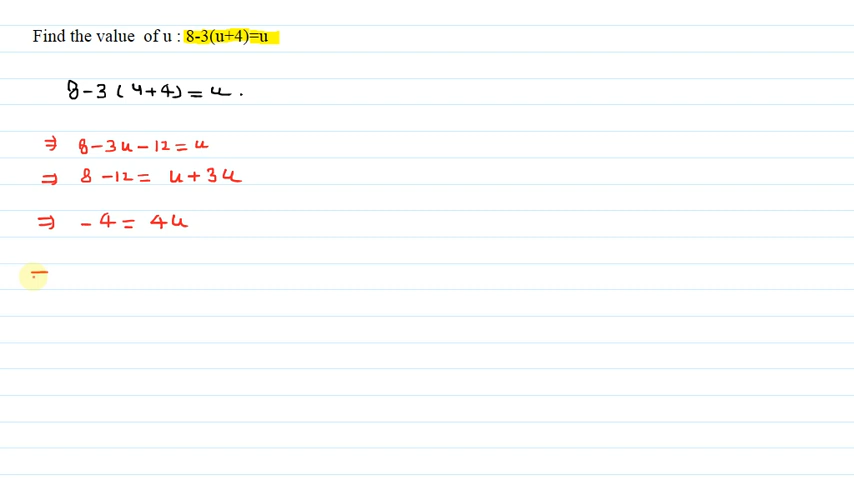 Find the value of u : 8-3(u+4)=u
8-3(u+4)=u.
⇒ 8-3u-12=u
⇒ 8-12= u+3u
⇒ -4=4u